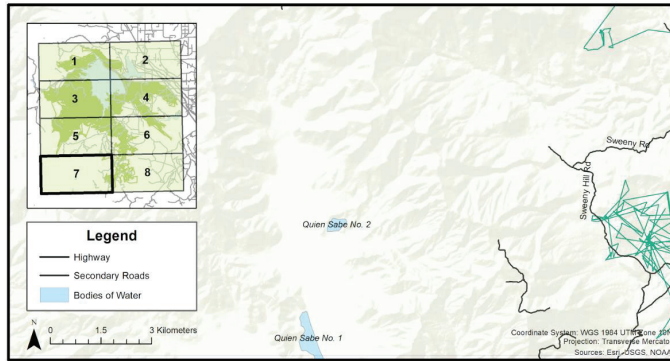 1 2
3 4
5 6
7 8
Sweeny Rd
Sweeny Hill Rd
Quien Sabe No. 2
Legend
Highway
Secondary Roads
Bodies of Water
N
0 1.5 3 Kilometers
Quien Sabe No. 1
Coordinate System: WGS 1984 UTM Zone
Projection: Transverse
Sources: Esri, USGS, NOAA